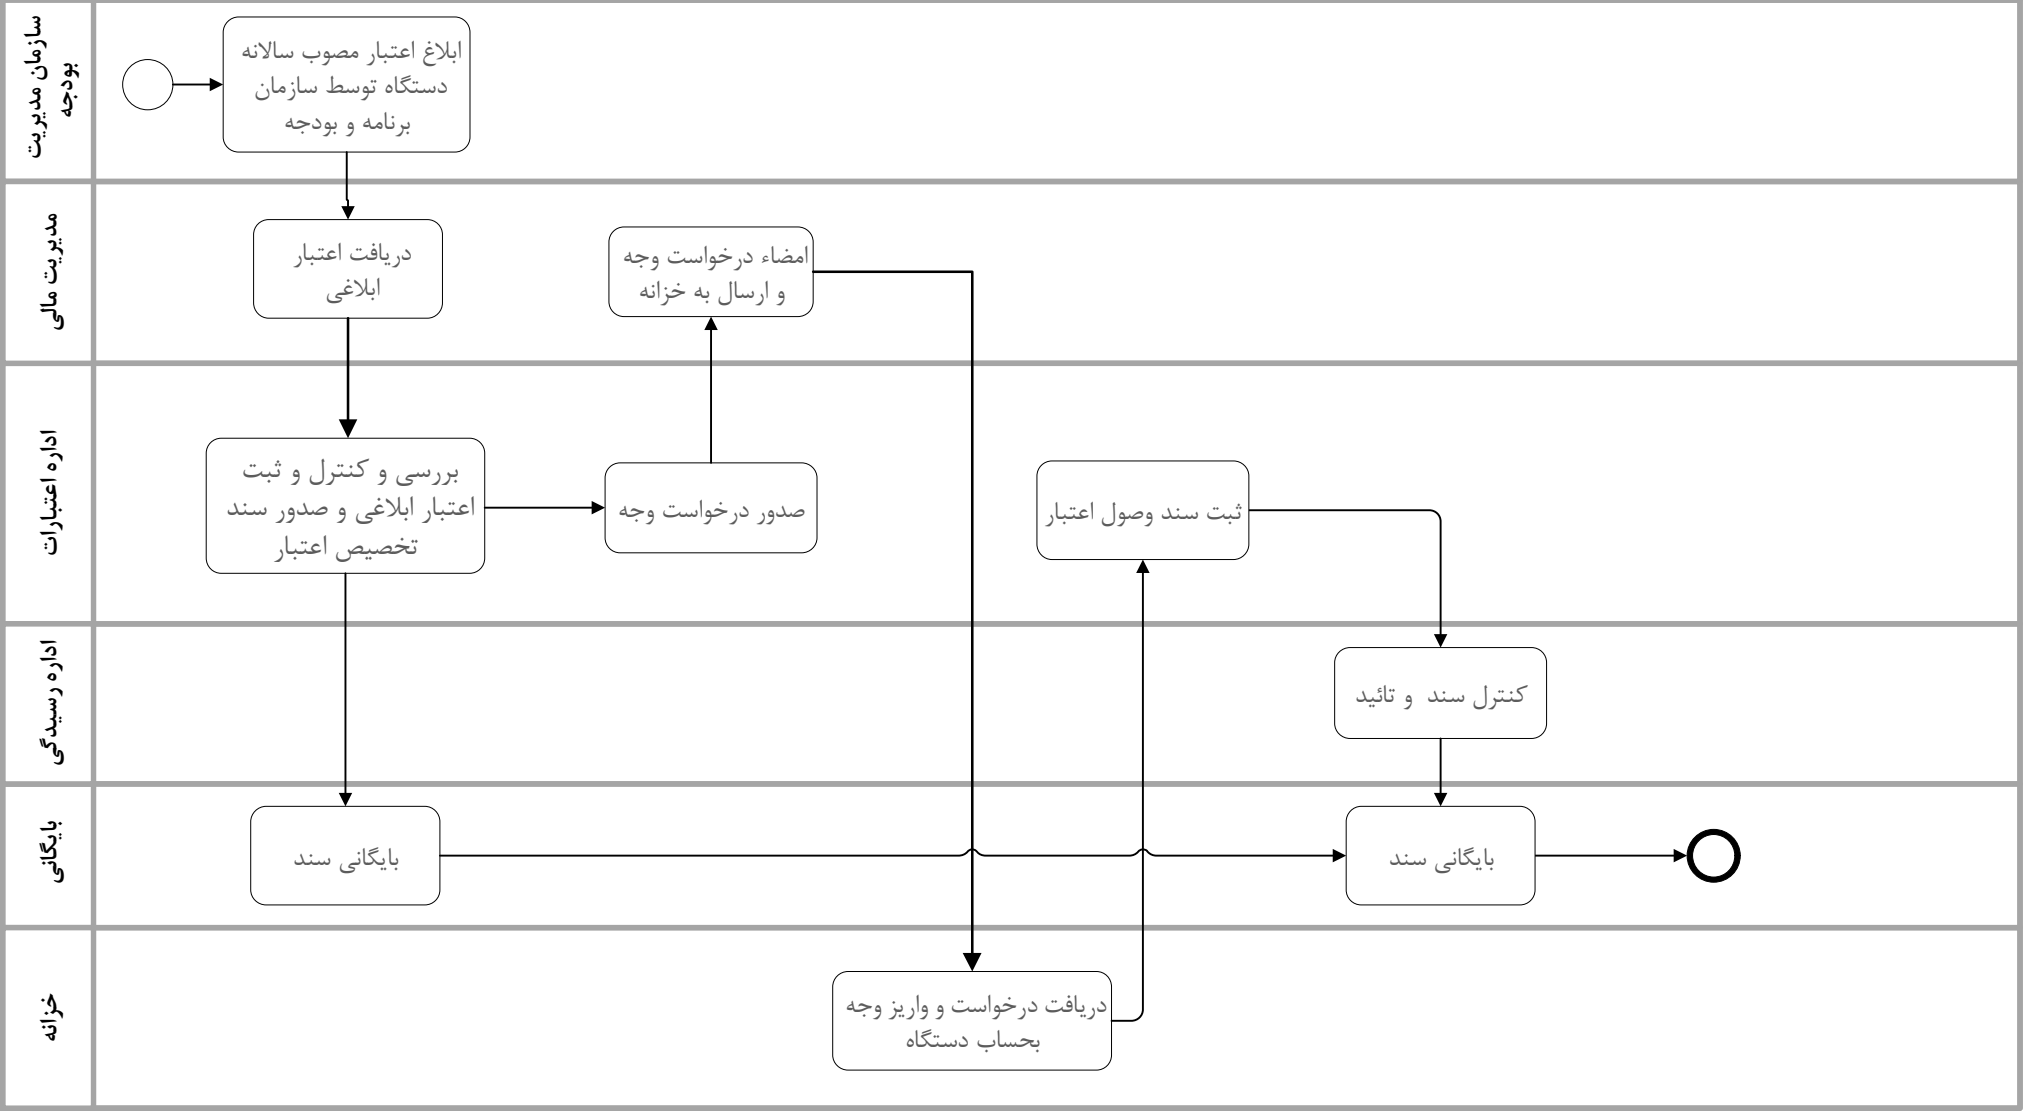 سازمان مدیریت
بودجه
ابلاغ اعتبار مصوب سالانه
دستگاه توسط سازمان
برنامه و بودجه
مدیریت مالی
دریافت اعتبار
ابلاغی
امضاء درخواست وجه
و ارسال به خزانه
اداره اعتبارات
بررسی و کنترل و ثبت
اعتبار ابلاغی و صدور سند
تخصیص اعتبار
صدور درخواست وجه
ثبت سند وصول اعتبار
اداره رسیدگی
کنترل سند و تائید
بایگانی
بایگانی سند
بایگانی سند
خزانه
دریافت درخواست و واریز وجه
بحساب دستگاه